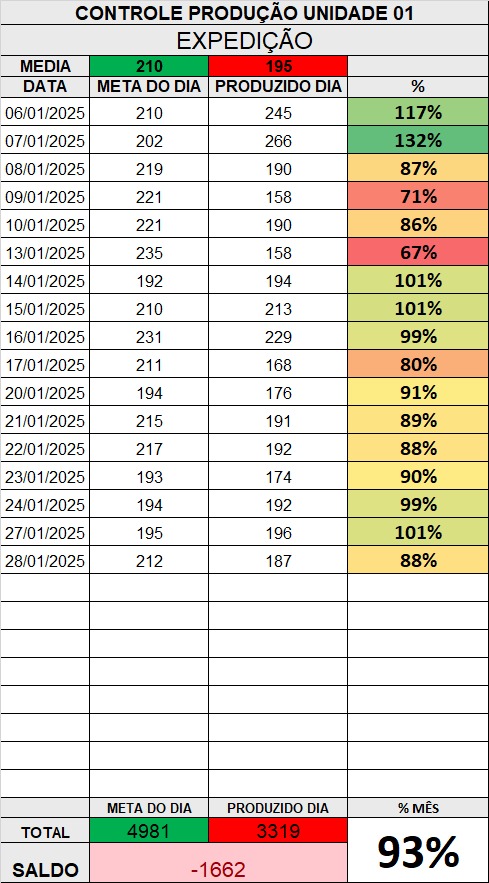 CONTROLE PRODUÇÃO UNIDADE 01
EXPEDIÇÃO
MEDIA 210 195
DATA META DO DIA PRODUZIDO DIA %
06/01/2025 210 245 117%
07/01/2025 202 266 132%
08/01/2025 219 190 87%
09/01/2025 221 158 71%
10/01/2025 221 190 86%
13/01/2025 235 158 67%
14/01/2025 192 194 101%
15/01/2025 210 213 101%
16/01/2025 231 229 99%
17/01/2025 211 168 80%
20/01/2025 194 176 91%
21/01/2025 215 191 89%
22/01/2025 217 192 88%
23/01/2025 193 174 90%
24/01/2025 194 192 99%
27/01/2025 195 196 101%
28/01/2025 212 187 88%
META DO DIA PRODUZIDO DIA % MÊS
TOTAL 4981 3319 93%
SALDO -1662